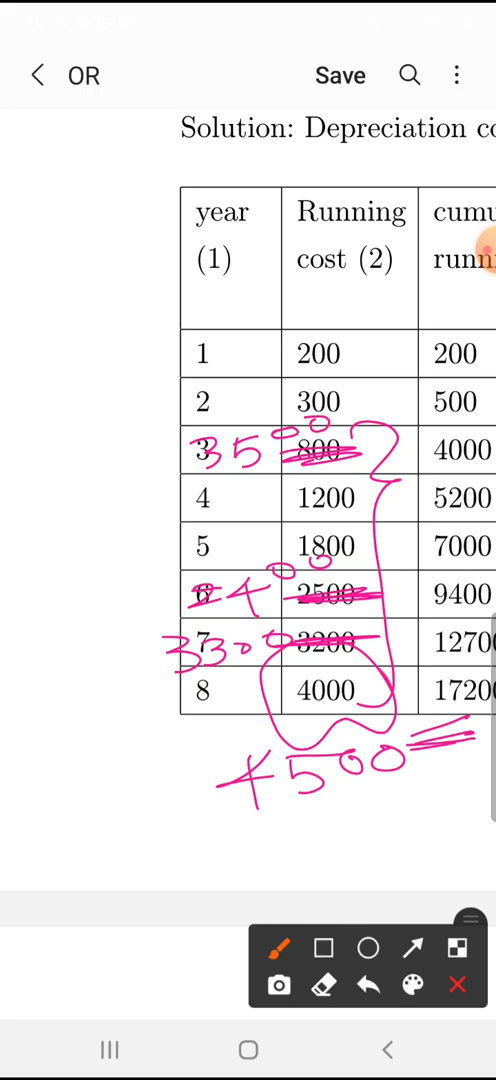 OR Save
Solution: Depreciation co
year Running cumu
(1) cost (2) runn
1 200 200
2 300 500
3500
3 800 4000
4 1200 5200
5 1800 7000
2400
2500 9400
3300
7 3200 1270
8 4000 1720
4500